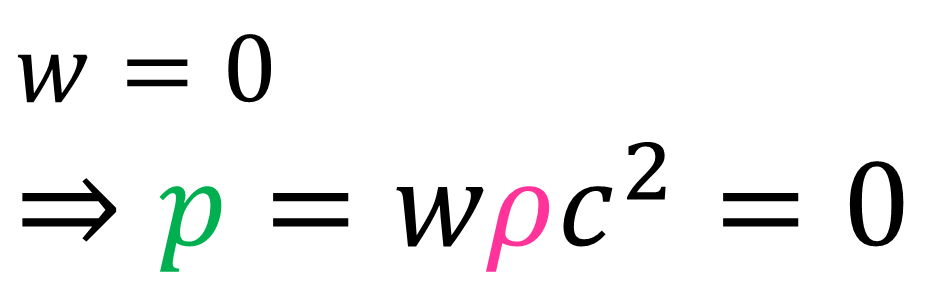 w = 0
⇒ p = wρc² = 0